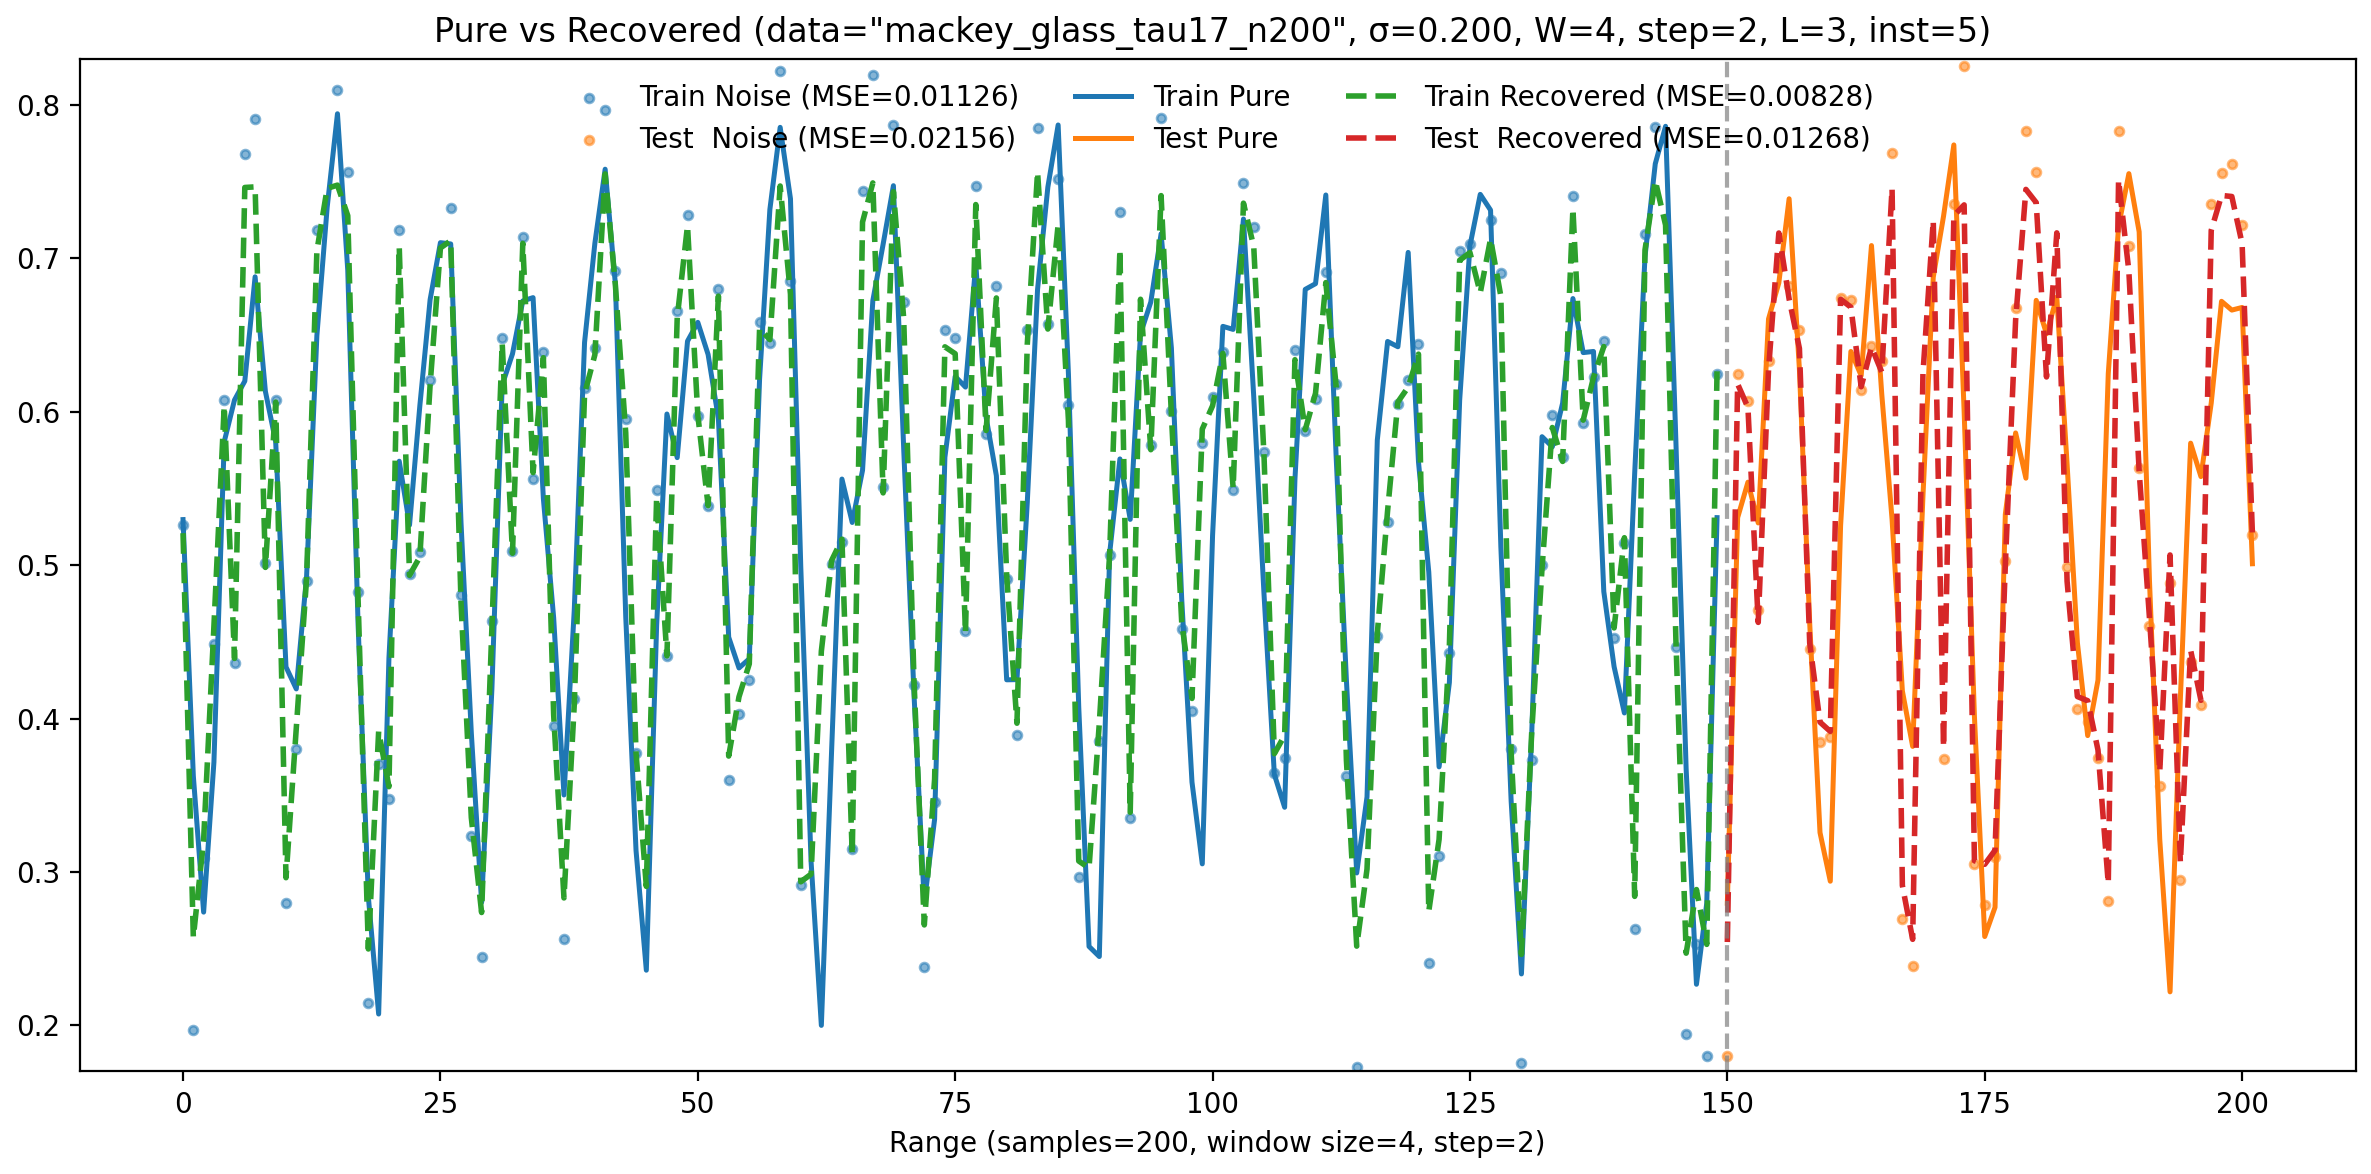 Pure vs Recovered (data="mackey_glass_tau17_n200", σ=0.200, W=4, step=2, L=3, inst=5)
Train Noise (MSE=0.01126) Train Pure Train Recovered (MSE=0.00828)
Test  Noise (MSE=0.02156) Test Pure Test  Recovered (MSE=0.01268)
0.8
0.7
0.6
0.5
0.4
0.3
0.2
0 25 50 75 100 125 150 175 200
Range (samples=200, window size=4, step=2)